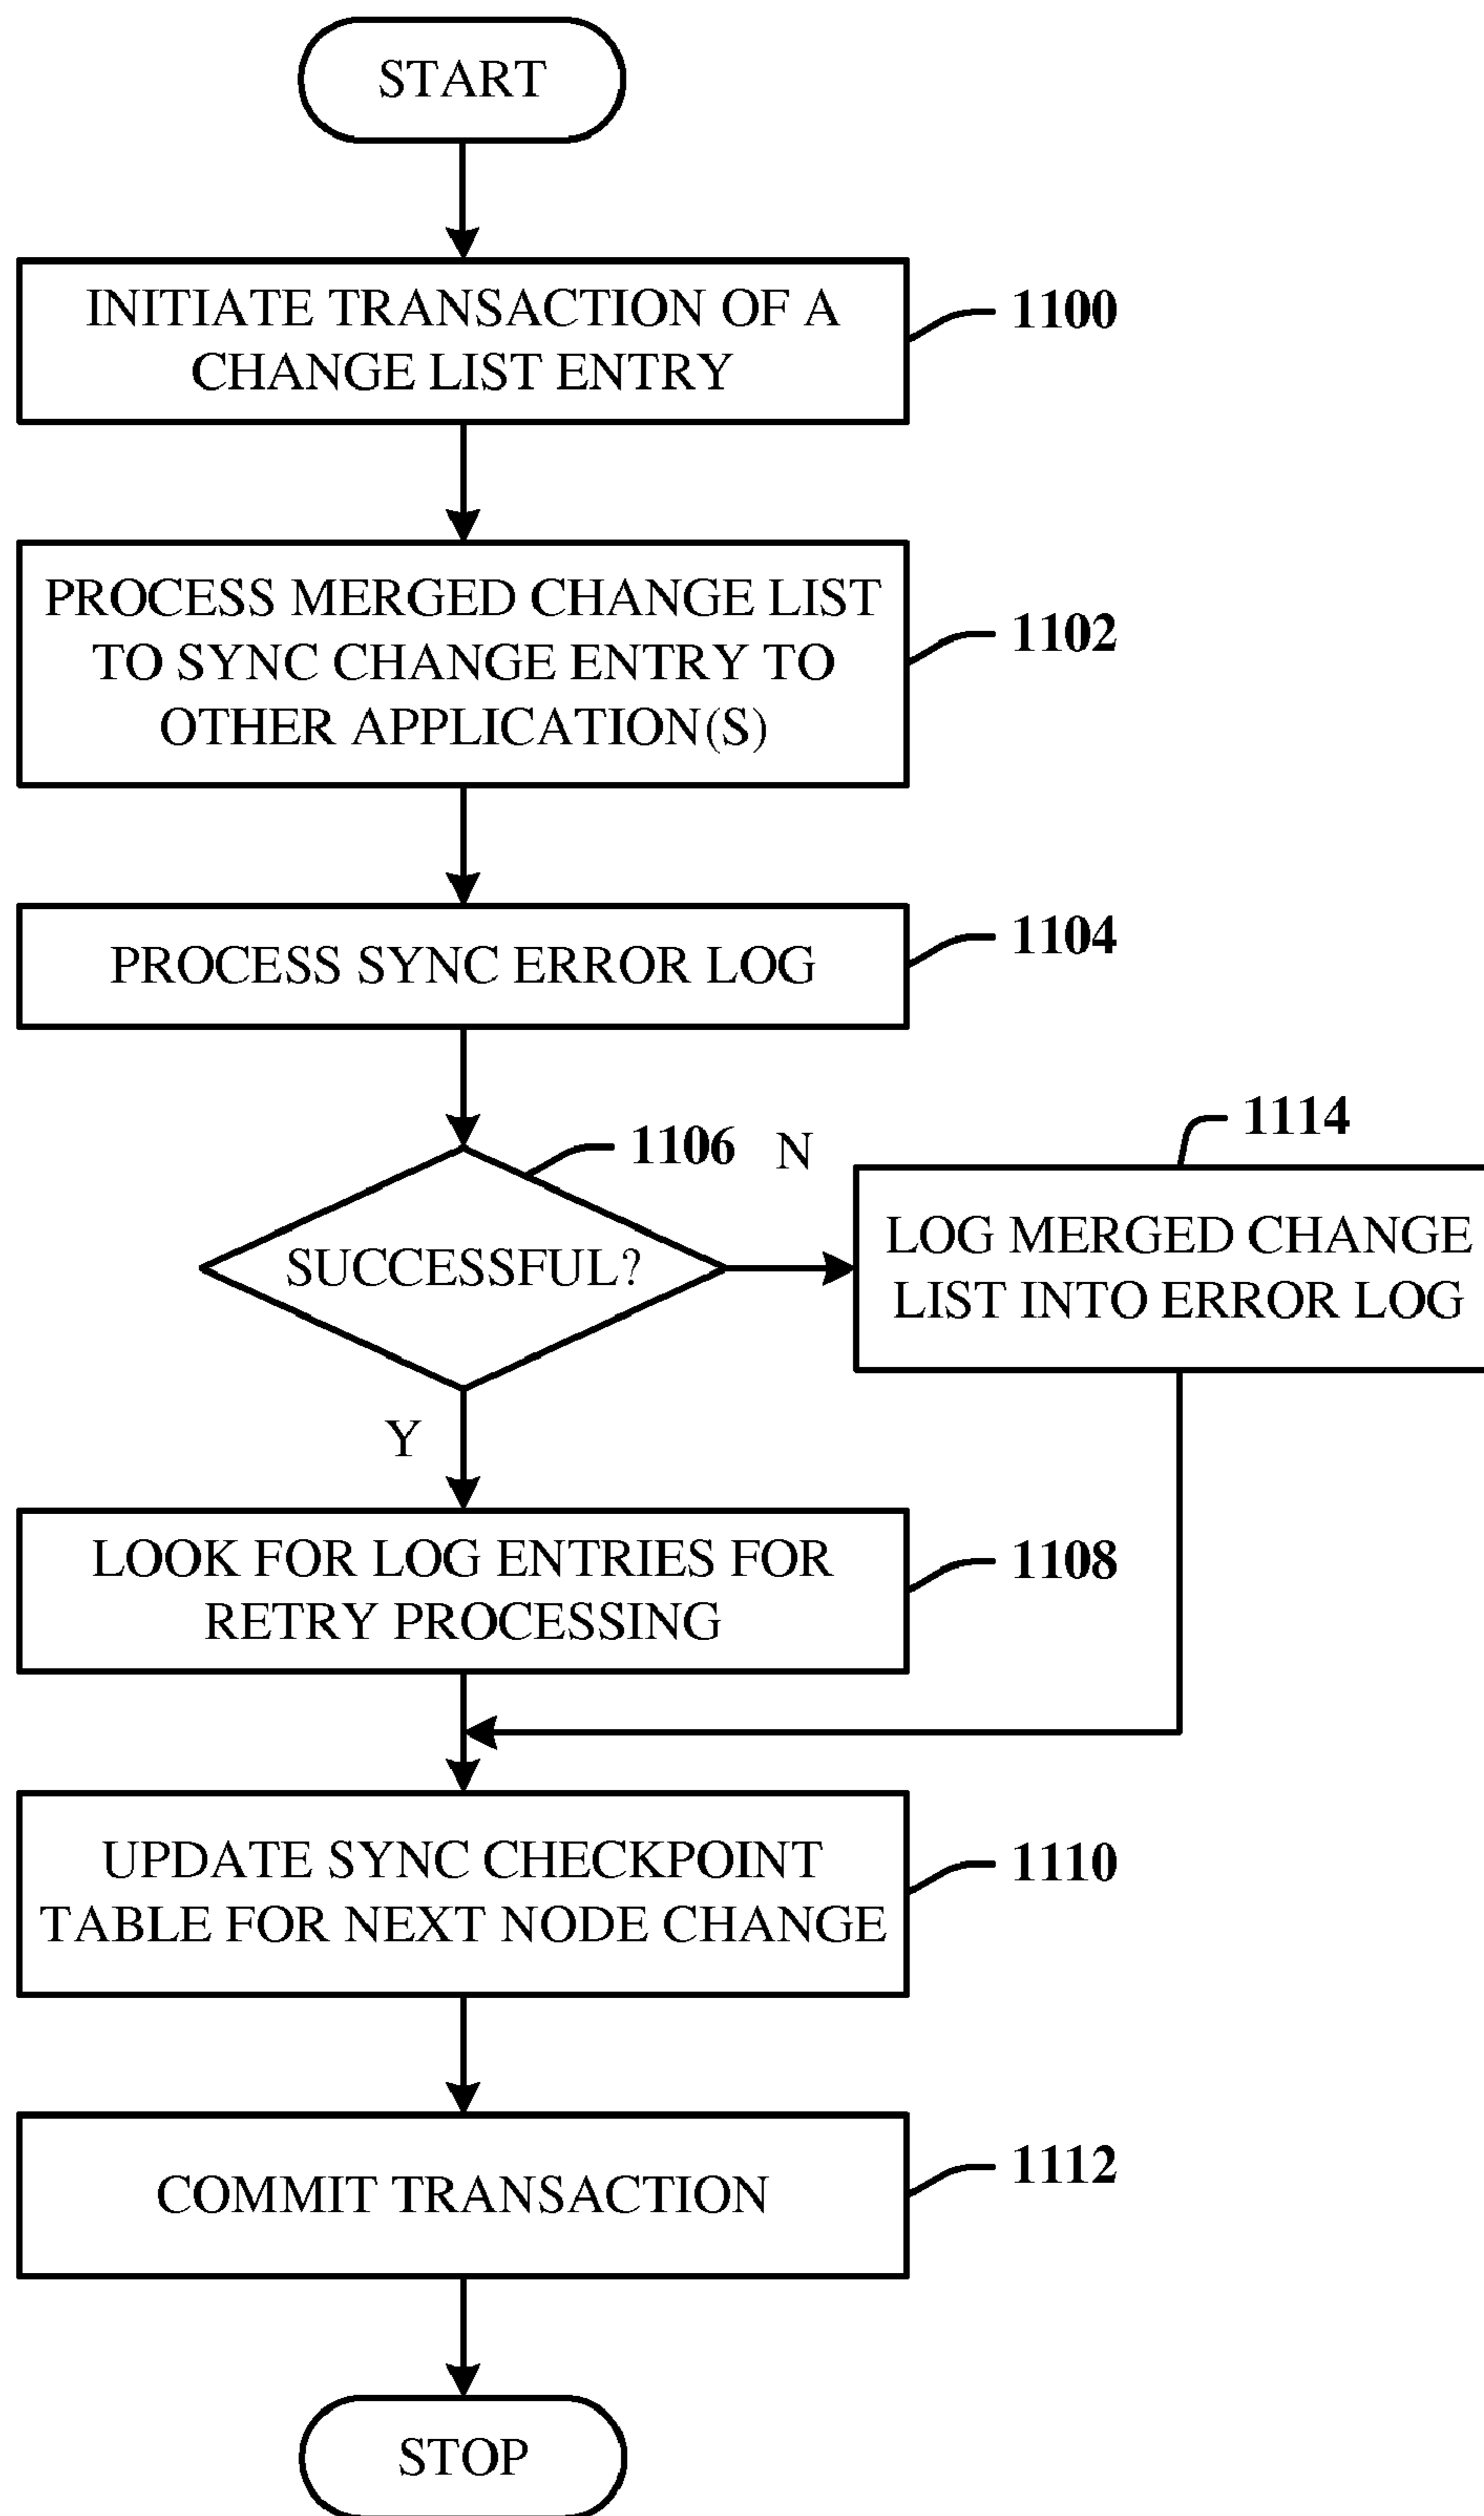 START
INITIATE TRANSACTION OF A
CHANGE LIST ENTRY
1100
PROCESS MERGED CHANGE LIST
TO SYNC CHANGE ENTRY TO
OTHER APPLICATION(S)
1102
PROCESS SYNC ERROR LOG
1104
SUCCESSFUL?
1106
N
1114
LOG MERGED CHANGE
LIST INTO ERROR LOG
Y
LOOK FOR LOG ENTRIES FOR
RETRY PROCESSING
1108
UPDATE SYNC CHECKPOINT
TABLE FOR NEXT NODE CHANGE
1110
COMMIT TRANSACTION
1112
STOP